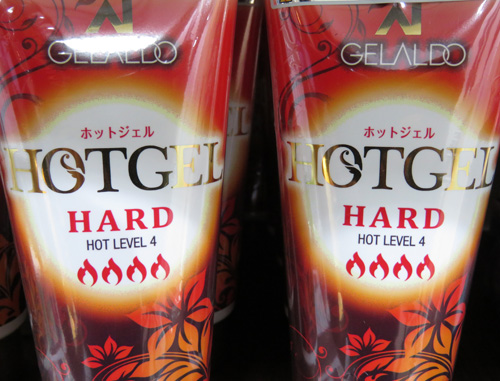 GELALDO
ホットジェル
HOTGEL
HARD
HOT LEVEL 4
GELALDO
ホットジェル
HOTGEL
HARD
HOT LEVEL 4